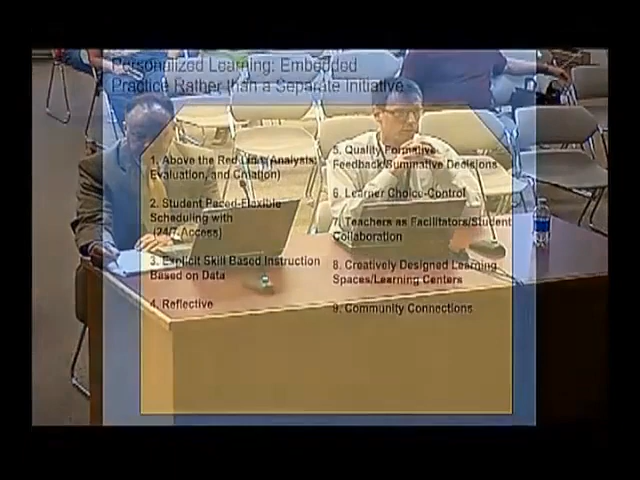 Personalized Learning: Embedded
Practice Rather than a Separate Initiative
1. Above the Red Line (Analysis,
Evaluation, and Creation)
2. Student Paced-Flexible
Scheduling with
(24/7 Access)
3. Explicit Skill Based Instruction
Based on Data
4. Reflective
5. Quality Formative
Feedback/Summative Decisions
6. Learner Choice-Control
7. Teachers as Facilitators/Student
Collaboration
8. Creatively Designed Learning
Spaces/Learning Centers
9. Community Connections